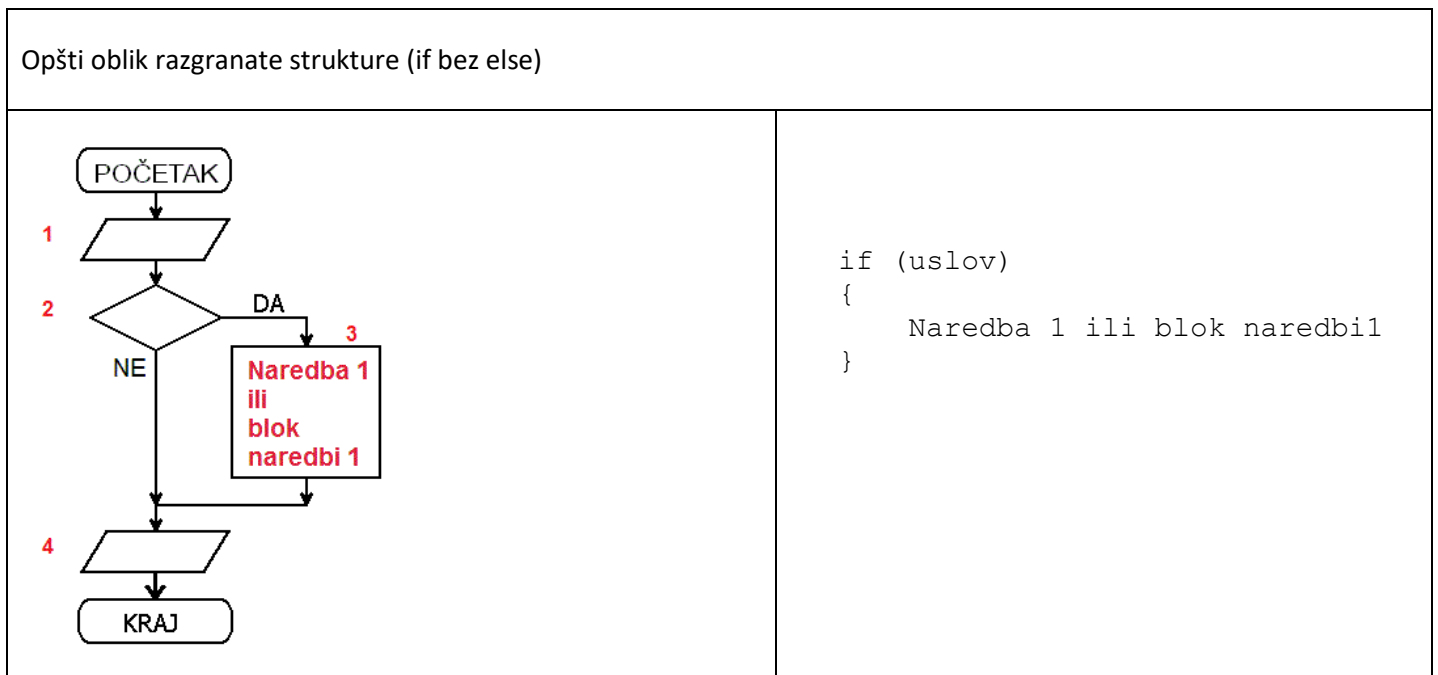 Opšti oblik razgranate strukture (if bez else)
POČETAK
1
2
DA
3
NE
Naredba 1
ili
blok
naredbi 1
4
KRAJ
if (uslov)
{
Naredba 1 ili blok naredbi1
}